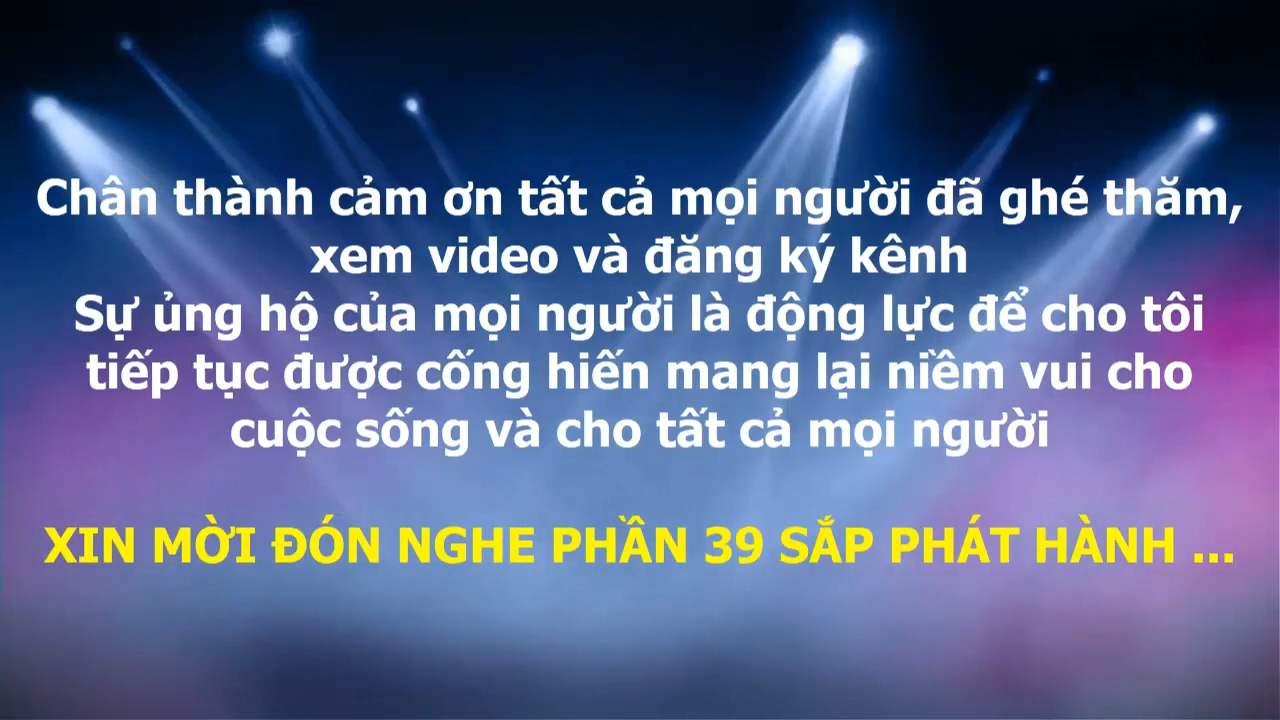 Chân thành cảm ơn tất cả mọi người đã ghé thăm,
xem video và đăng ký kênh
Sự ủng hộ của mọi người là động lực để cho tôi
tiếp tục được cống hiến mang lại niềm vui cho
cuộc sống và cho tất cả mọi người
XIN MỜI ĐÓN NGHE PHẦN 39 SẮP PHÁT HÀNH ...